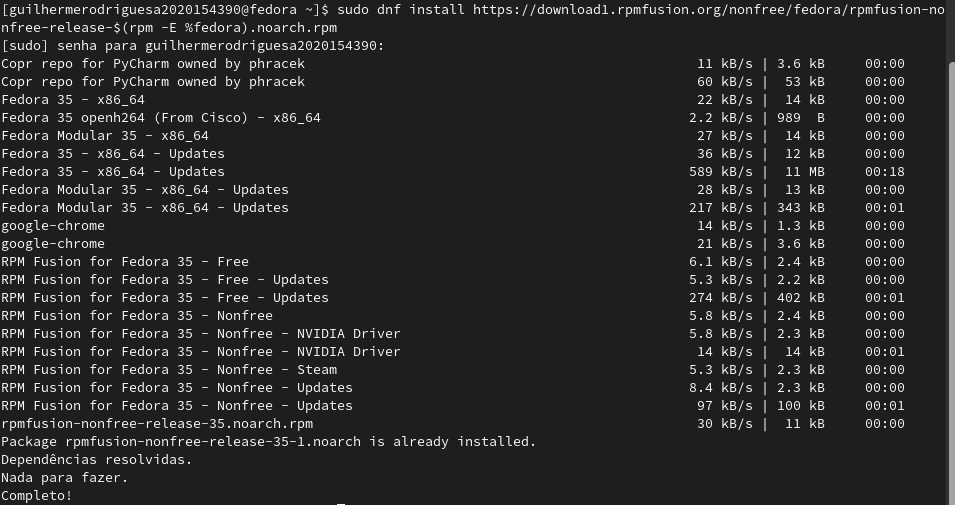 [guilhermerodriguesa2020154390@fedora ~]$ sudo dnf install https://download1.rpmfusion.org/nonfree/fedora/rpmfusion-no
nfree-release-$(rpm -E %fedora).noarch.rpm
[sudo] senha para guilhermerodriguesa2020154390:
Copr repo for PyCharm owned by phracek 11 kB/s | 3.6 kB 00:00
Copr repo for PyCharm owned by phracek 60 kB/s | 53 kB 00:00
Fedora 35 - x86_64 22 kB/s | 14 kB 00:00
Fedora 35 openh264 (From Cisco) - x86_64 2.2 kB/s | 989 B 00:00
Fedora Modular 35 - x86_64 27 kB/s | 14 kB 00:00
Fedora 35 - x86_64 - Updates 36 kB/s | 12 kB 00:00
Fedora 35 - x86_64 - Updates 589 kB/s | 11 MB 00:18
Fedora Modular 35 - x86_64 - Updates 28 kB/s | 13 kB 00:00
Fedora Modular 35 - x86_64 - Updates 217 kB/s | 343 kB 00:01
google-chrome 14 kB/s | 1.3 kB 00:00
google-chrome 21 kB/s | 3.6 kB 00:00
RPM Fusion for Fedora 35 - Free 6.1 kB/s | 2.4 kB 00:00
RPM Fusion for Fedora 35 - Free - Updates 5.3 kB/s | 2.2 kB 00:00
RPM Fusion for Fedora 35 - Free - Updates 274 kB/s | 402 kB 00:01
RPM Fusion for Fedora 35 - Nonfree 5.8 kB/s | 2.4 kB 00:00
RPM Fusion for Fedora 35 - Nonfree - NVIDIA Driver 5.8 kB/s | 2.3 kB 00:00
RPM Fusion for Fedora 35 - Nonfree - NVIDIA Driver 14 kB/s | 14 kB 00:01
RPM Fusion for Fedora 35 - Nonfree - Steam 5.3 kB/s | 2.3 kB 00:00
RPM Fusion for Fedora 35 - Nonfree - Updates 8.4 kB/s | 2.3 kB 00:00
RPM Fusion for Fedora 35 - Nonfree - Updates 97 kB/s | 100 kB 00:01
rpmfusion-nonfree-release-35.noarch.rpm 30 kB/s | 11 kB 00:00
Package rpmfusion-nonfree-release-35-1.noarch is already installed.
Dependências resolvidas.
Nada para fazer.
Completo!